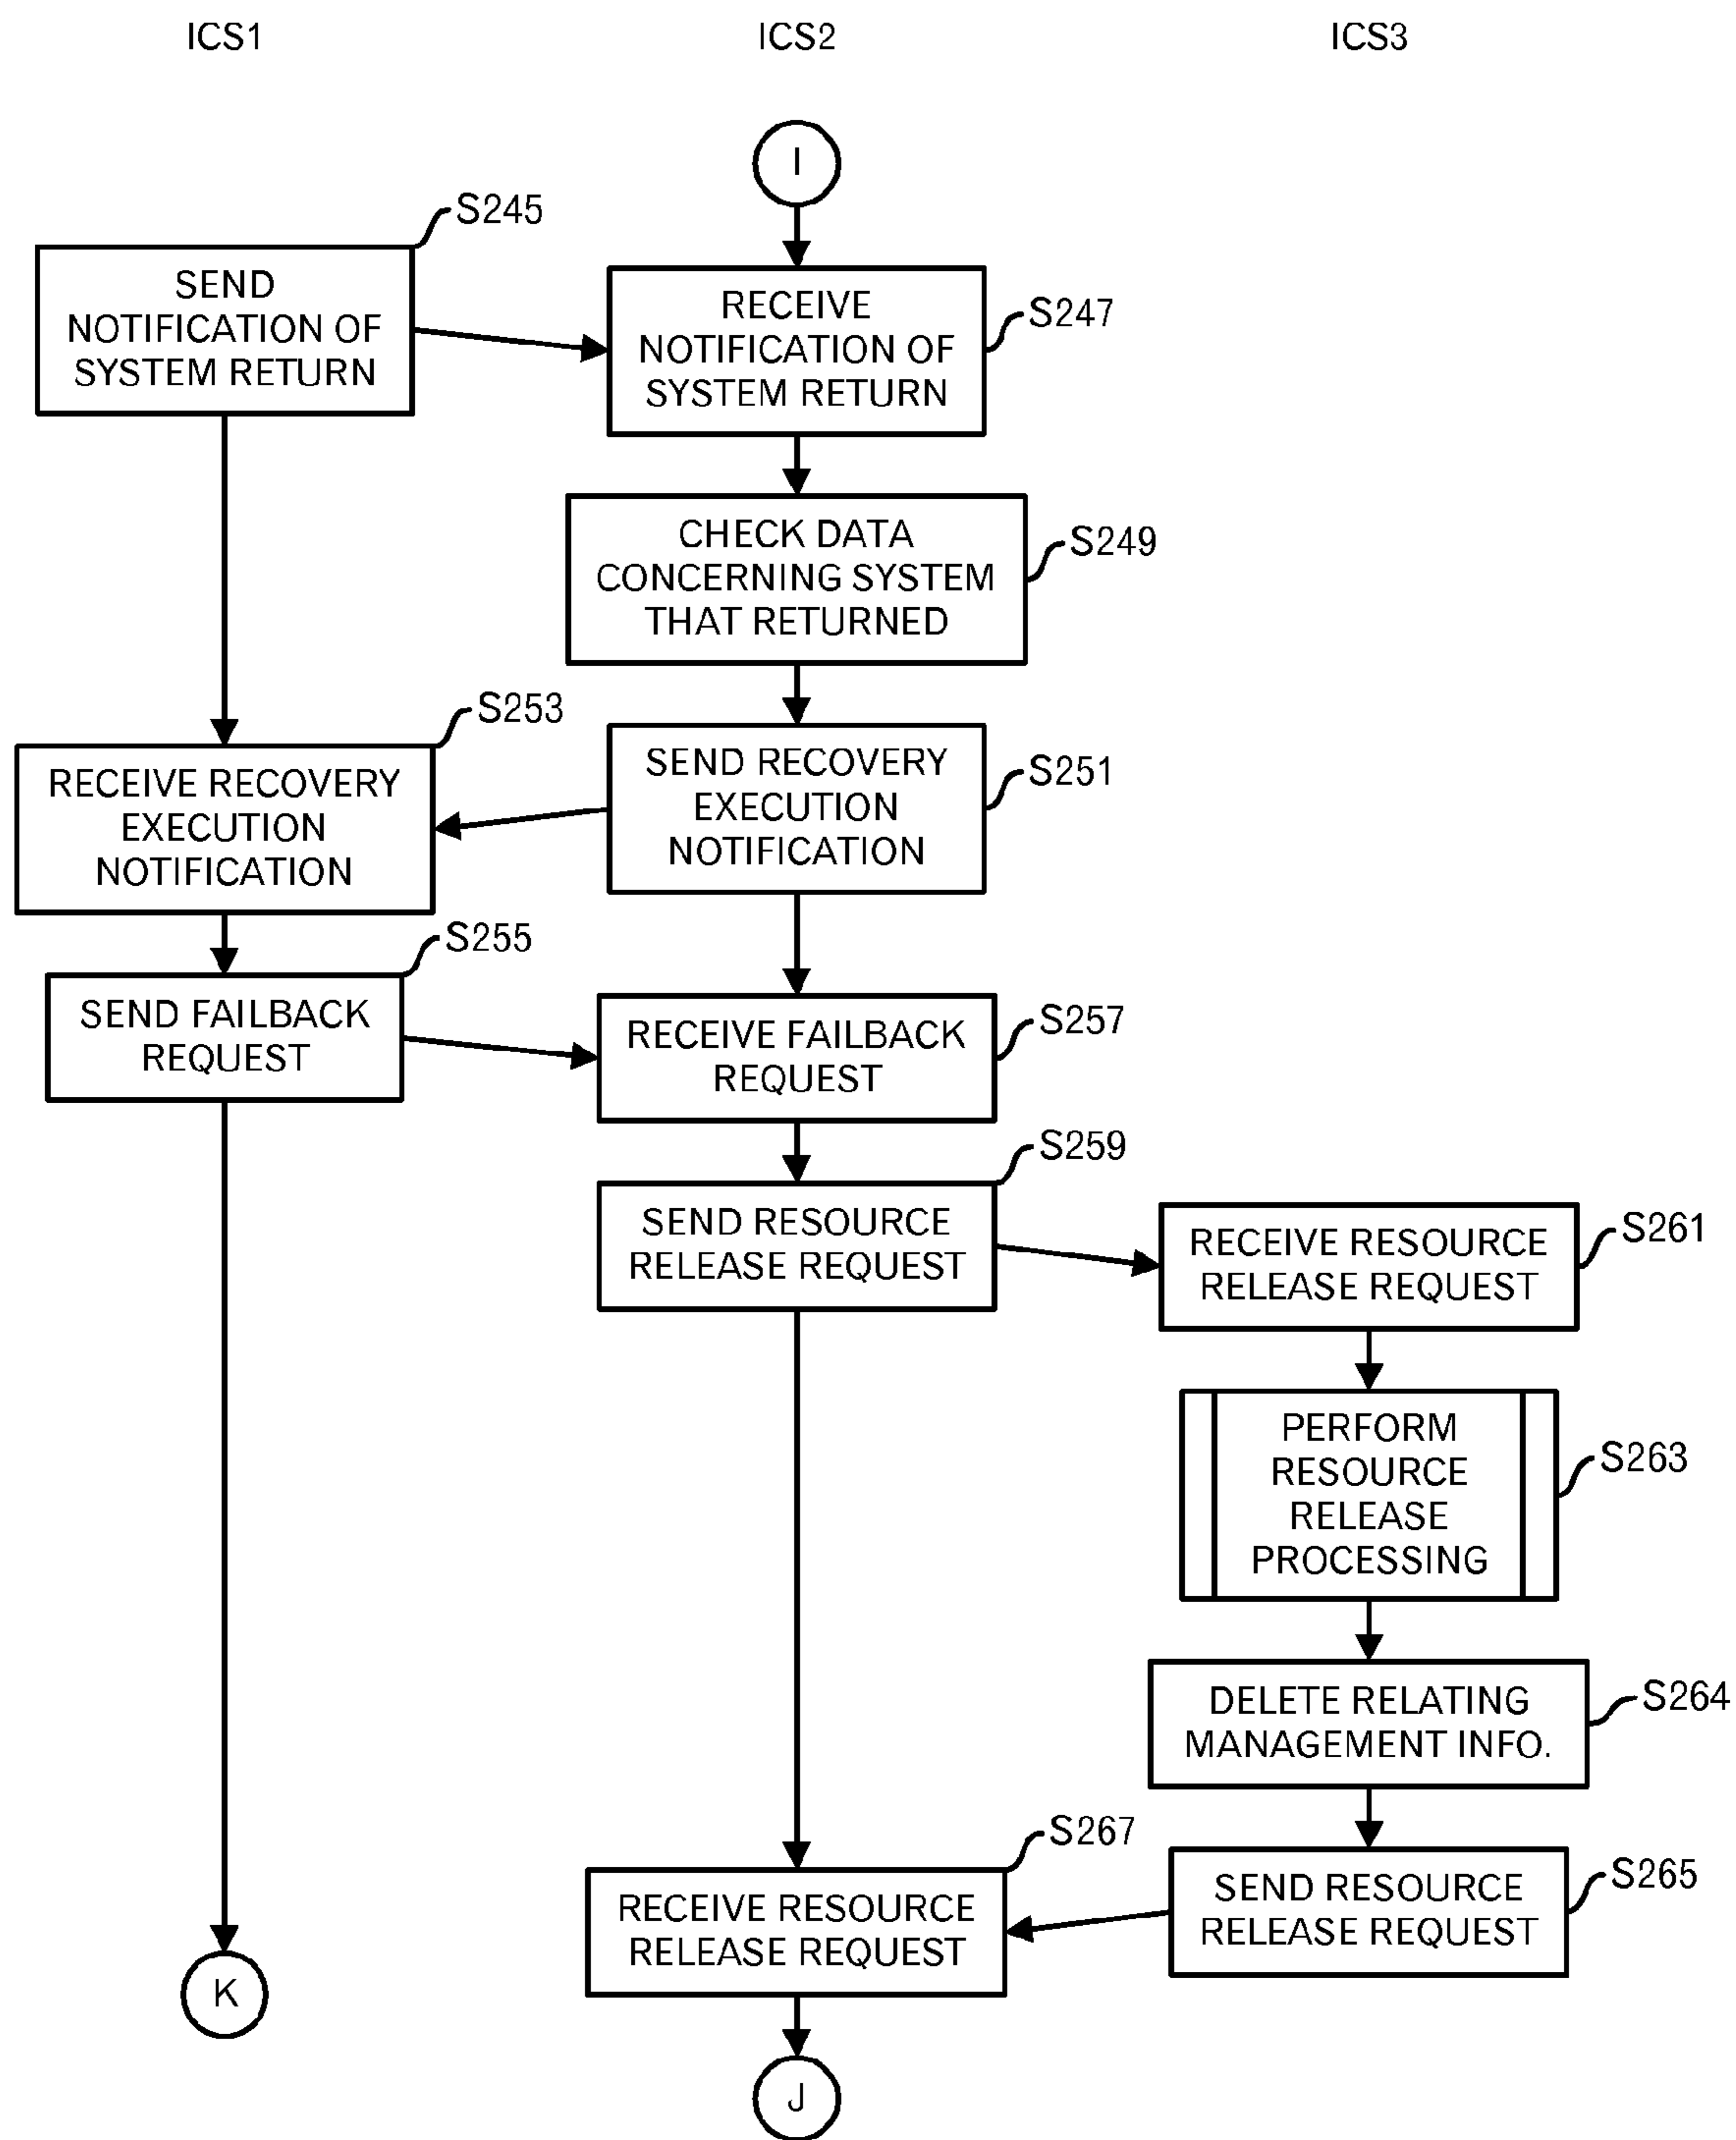 ICS1
ICS2
ICS3
I
S245
SEND
NOTIFICATION OF
SYSTEM RETURN
S247
RECEIVE
NOTIFICATION OF
SYSTEM RETURN
S249
CHECK DATA
CONCERNING SYSTEM
THAT RETURNED
S253
RECEIVE RECOVERY
EXECUTION
NOTIFICATION
S251
SEND RECOVERY
EXECUTION
NOTIFICATION
S255
SEND FAILBACK
REQUEST
S257
RECEIVE FAILBACK
REQUEST
S259
SEND RESOURCE
RELEASE REQUEST
S261
RECEIVE RESOURCE
RELEASE REQUEST
S263
PERFORM
RESOURCE
RELEASE
PROCESSING
S264
DELETE RELATING
MANAGEMENT INFO.
S267
RECEIVE RESOURCE
RELEASE REQUEST
S265
SEND RESOURCE
RELEASE REQUEST
K
J